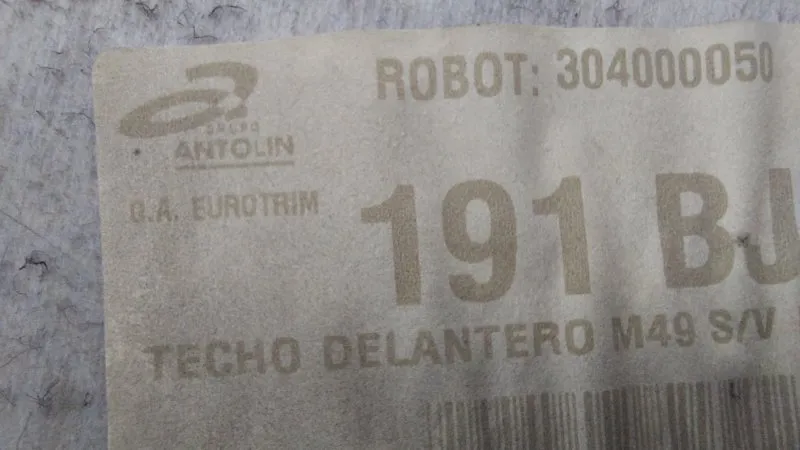 ROBOT: 304000050
GRUPO
ANTOLIN
G.A. EUROTRIM
191 BJ
TECHO DELANTERO M49 S/V